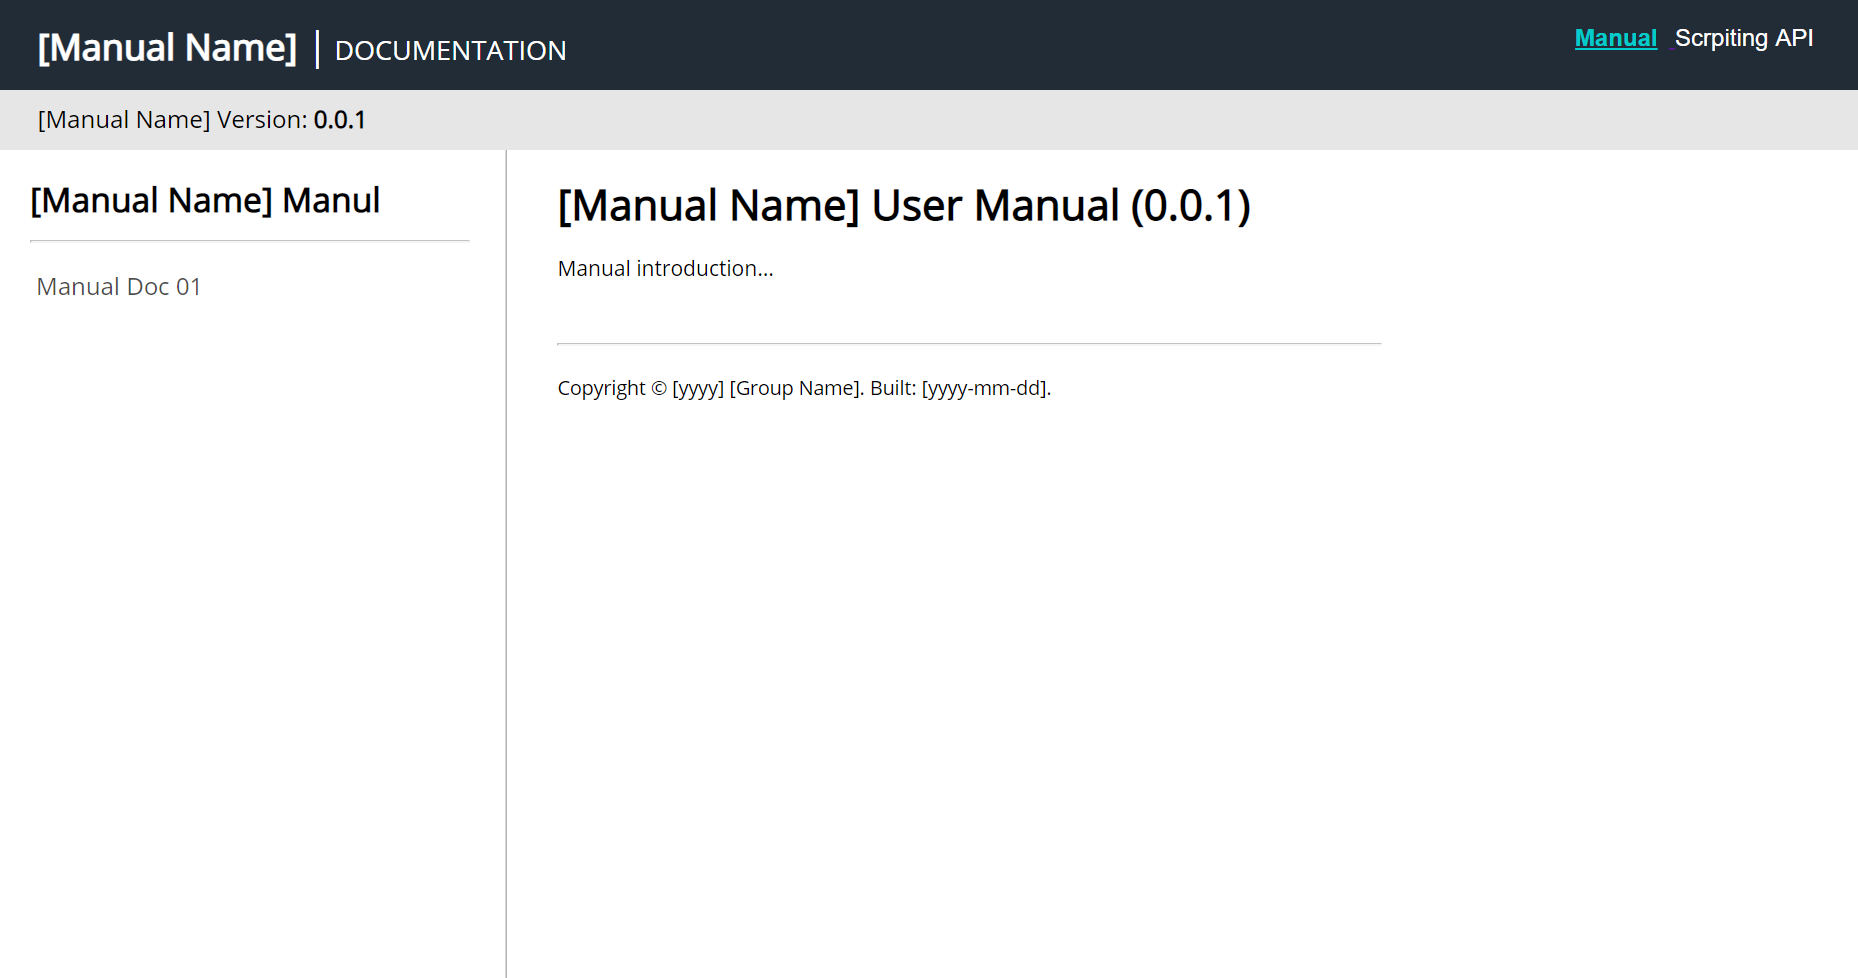 [Manual Name] DOCUMENTATION
Manual Scrpiting API
[Manual Name] Version: 0.0.1
[Manual Name] Manul
Manual Doc 01
[Manual Name] User Manual (0.0.1)
Manual introduction...
Copyright © [yyyy] [Group Name]. Built: [yyyy-mm-dd].